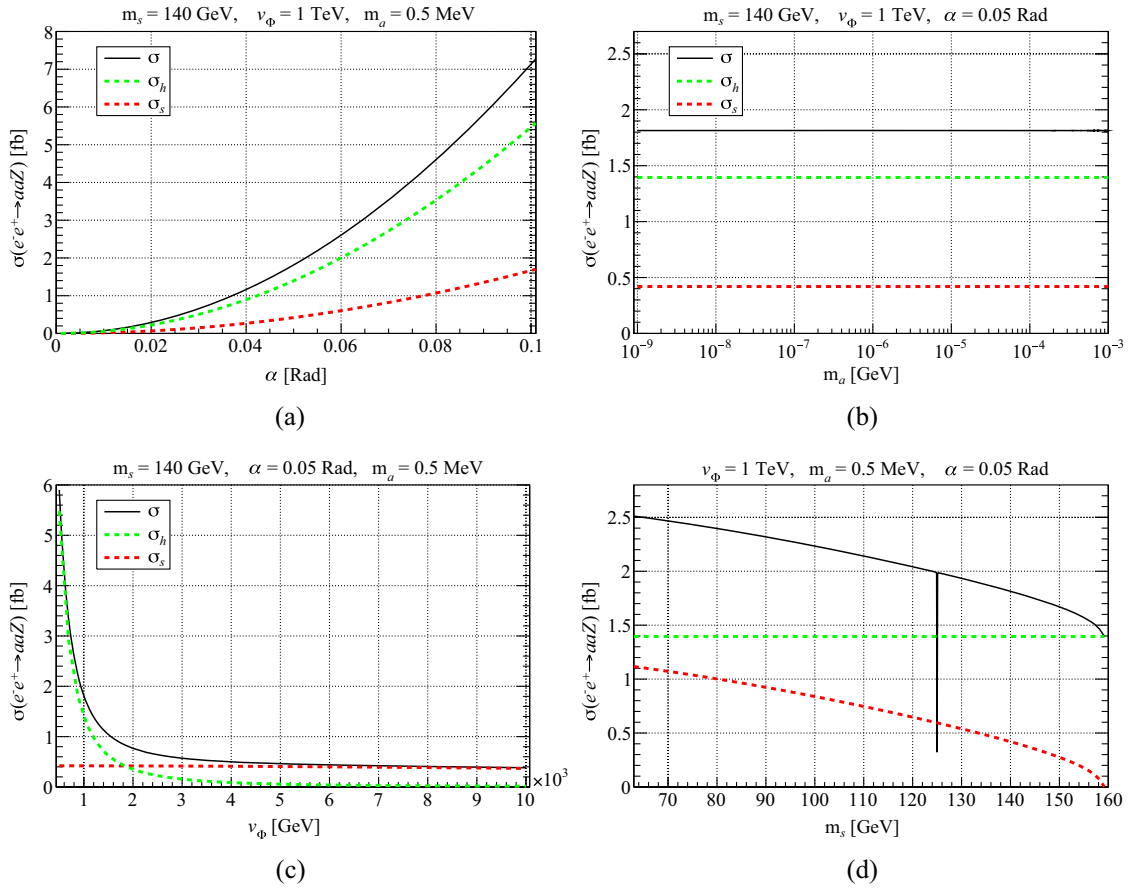 m_s = 140 GeV, v_Φ = 1 TeV, m_a = 0.5 MeV
σ(e⁻e⁺→aaZ) [fb]
8
7
6
5
4
3
2
1
0
σ
σ_h
σ_s
0 0.02 0.04 0.06 0.08 0.1
α [Rad]
(a)
m_s = 140 GeV, v_Φ = 1 TeV, α = 0.05 Rad
σ(e⁻e⁺→aaZ) [fb]
2.5
2
1.5
1
0.5
0
σ
σ_h
σ_s
10⁻⁹ 10⁻⁸ 10⁻⁷ 10⁻⁶ 10⁻⁵ 10⁻⁴ 10⁻³
m_a [GeV]
(b)
m_s = 140 GeV, α = 0.05 Rad, m_a = 0.5 MeV
σ(e⁻e⁺→aaZ) [fb]
6
5
4
3
2
1
0
σ
σ_h
σ_s
×10³
1 2 3 4 5 6 7 8 9 10
v_Φ [GeV]
(c)
v_Φ = 1 TeV, m_a = 0.5 MeV, α = 0.05 Rad
σ(e⁻e⁺→aaZ) [fb]
2.5
2
1.5
1
0.5
0
70 80 90 100 110 120 130 140 150 160
m_s [GeV]
(d)